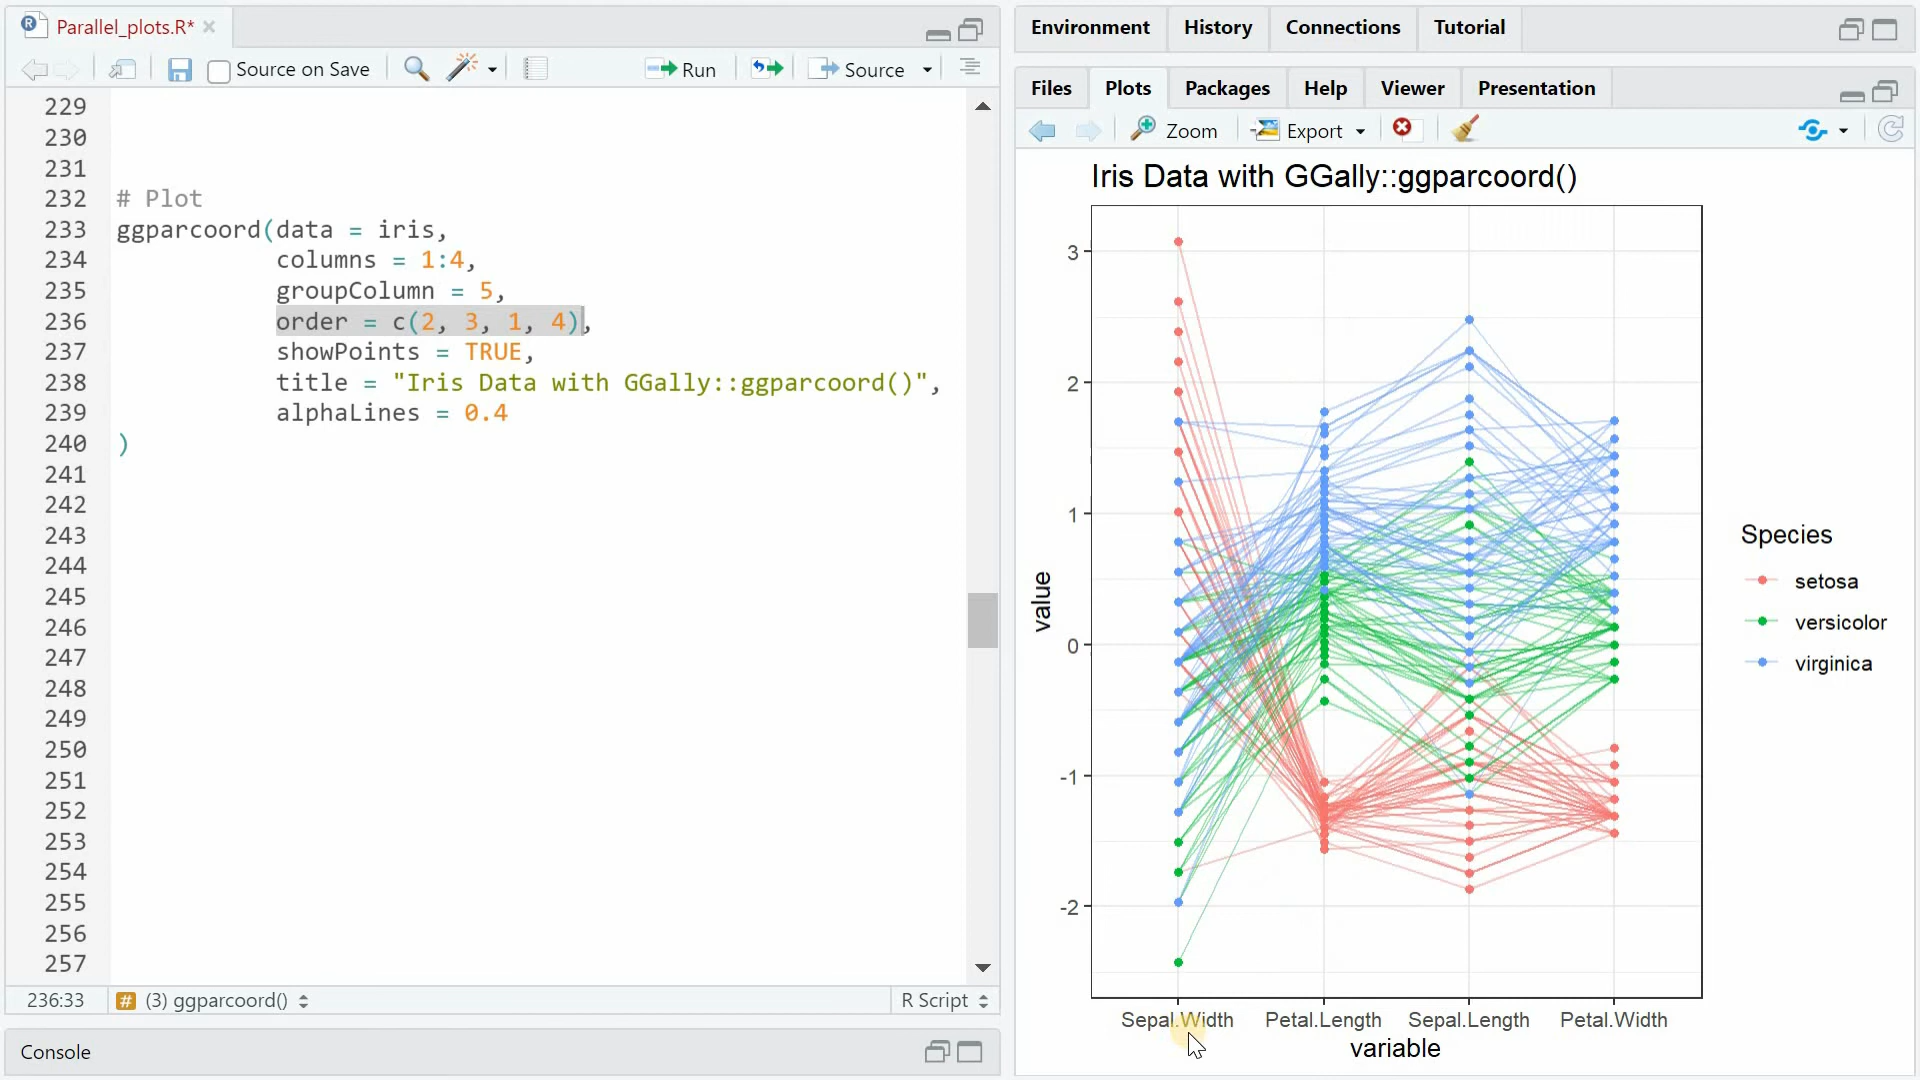 Parallel_plots.R*
Source on Save
Run
Source
229
230
231
232 # Plot
233 ggparcoord(data = iris,
234 columns = 1:4,
235 groupColumn = 5,
236 order = c(2, 3, 1, 4),
237 showPoints = TRUE,
238 title = "Iris Data with GGally::ggparcoord()",
239 alphaLines = 0.4
240 )
241
242
243
244
245
246
247
248
249
250
251
252
253
254
255
256
257
236:33 # (3) ggparcoord() R Script
Console
Environment History Connections Tutorial
Files Plots Packages Help Viewer Presentation
Zoom Export
Iris Data with GGally::ggparcoord()
3
2
1
0
-1
-2
value
Sepal.Width Petal.Length Sepal.Length Petal.Width
variable
Species
setosa
versicolor
virginica